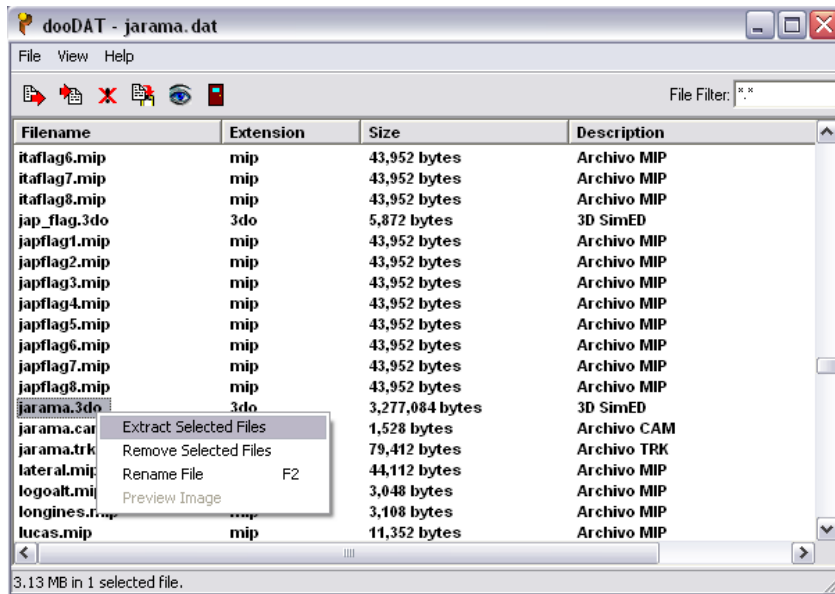 dooDAT - jarama.dat
File View Help
File Filter: *.*
Filename Extension Size Description
itaflag6.mip mip 43,952 bytes Archivo MIP
itaflag7.mip mip 43,952 bytes Archivo MIP
itaflag8.mip mip 43,952 bytes Archivo MIP
jap_flag.3do 3do 5,872 bytes 3D SimED
japflag1.mip mip 43,952 bytes Archivo MIP
japflag2.mip mip 43,952 bytes Archivo MIP
japflag3.mip mip 43,952 bytes Archivo MIP
japflag4.mip mip 43,952 bytes Archivo MIP
japflag5.mip mip 43,952 bytes Archivo MIP
japflag6.mip mip 43,952 bytes Archivo MIP
japflag7.mip mip 43,952 bytes Archivo MIP
japflag8.mip mip 43,952 bytes Archivo MIP
jarama.3do 3do 3,277,084 bytes 3D SimED
jarama.car 1,528 bytes Archivo CAM
jarama.trk 79,412 bytes Archivo TRK
lateral.mip 44,112 bytes Archivo MIP
logoalt.mi 3,048 bytes Archivo MIP
longines. 3,108 bytes Archivo MIP
lucas.mip mip 11,352 bytes Archivo MIP
Extract Selected Files
Remove Selected Files
Rename File F2
Preview Image
3.13 MB in 1 selected file.